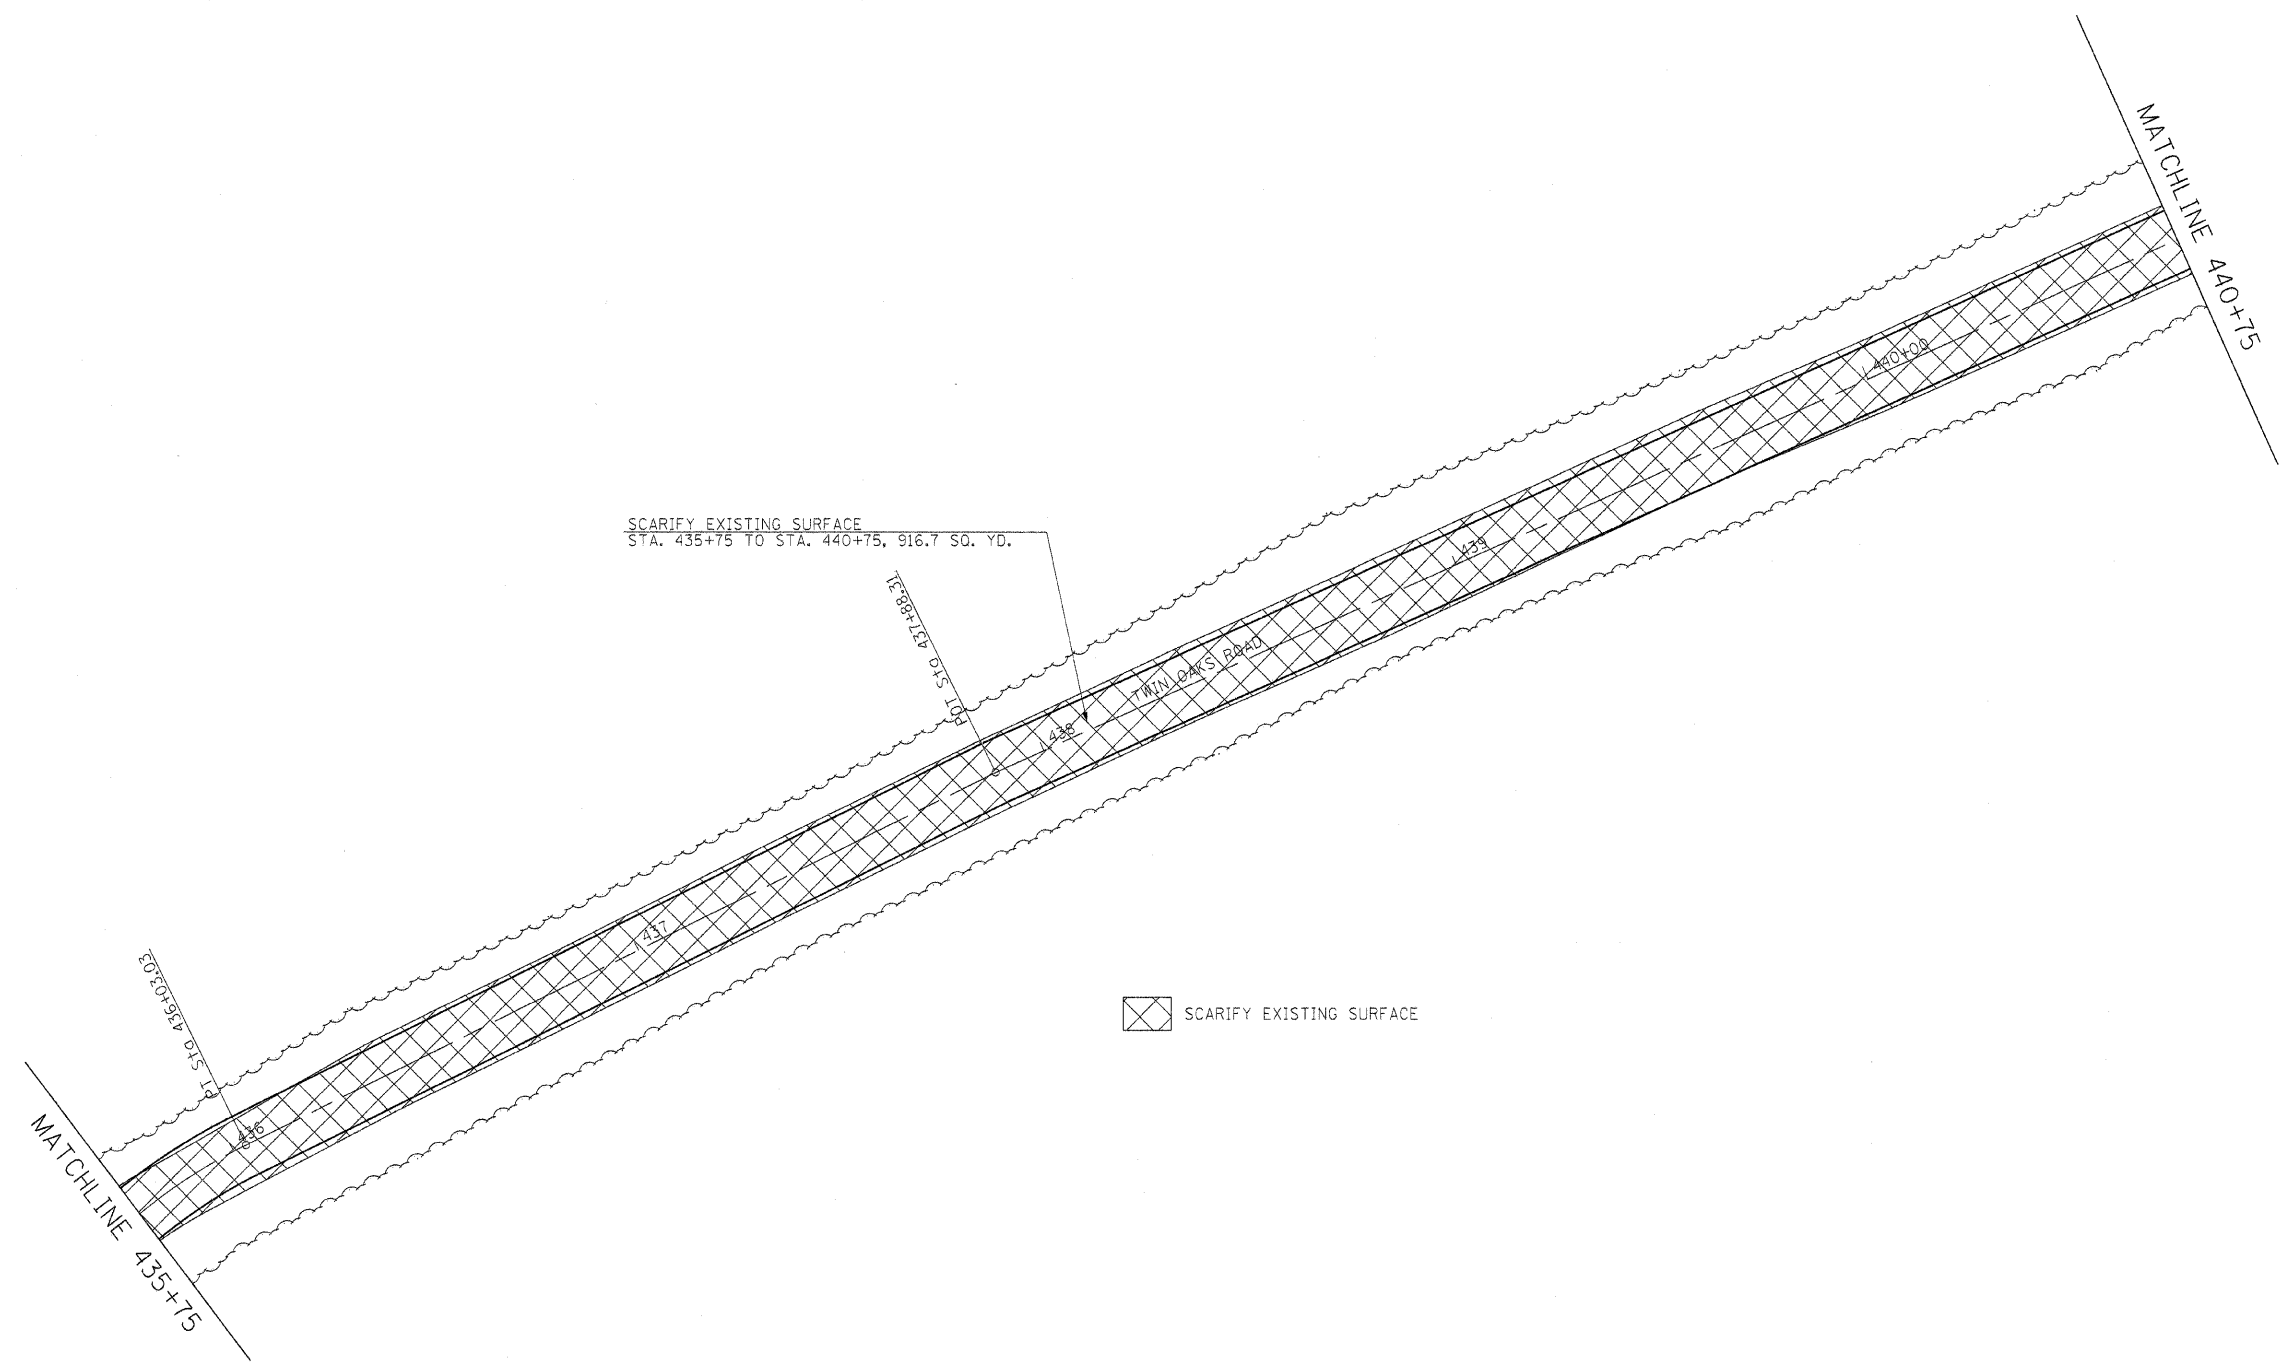 MATCHLINE 440+75
SCARIFY EXISTING SURFACE
STA. 435+75 TO STA. 440+75, 916.7 SQ. YD.
440+00
439
POT Sta 437+88.31
TWIN OAKS ROAD
438
437
PT Sta 436+03.03
436
SCARIFY EXISTING SURFACE
MATCHLINE 435+75